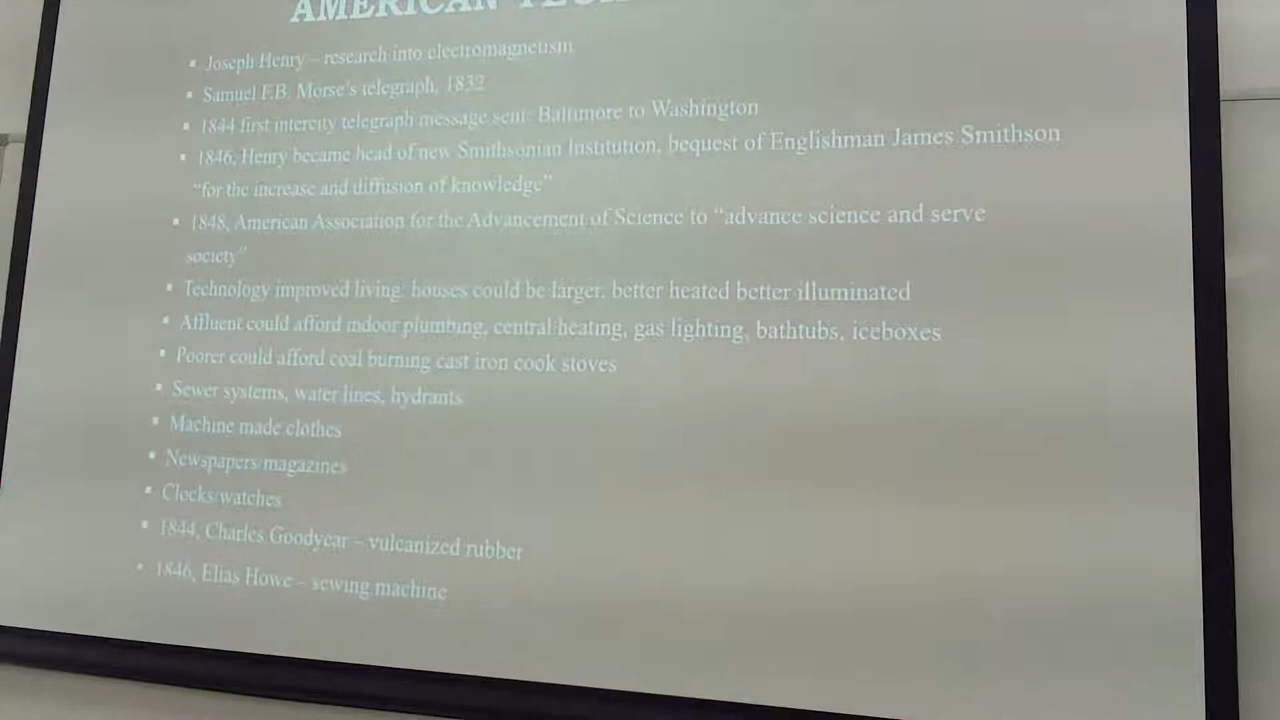 AMERICAN
▪ Joseph Henry – research into electromagnetism
▪ Samuel F.B. Morse's telegraph, 1832
▪ 1844 first intercity telegraph message sent: Baltimore to Washington
▪ 1846, Henry became head of new Smithsonian Institution, bequest of Englishman James Smithson
“for the increase and diffusion of knowledge”
▪ 1848, American Association for the Advancement of Science to “advance science and serve
society”
▪ Technology improved living: houses could be larger, better heated better illuminated
▪ Affluent could afford indoor plumbing, central heating, gas lighting, bathtubs, iceboxes
▪ Poorer could afford coal burning cast iron cook stoves
▪ Sewer systems, water lines, hydrants
▪ Machine made clothes
▪ Newspapers/magazines
▪ Clocks/watches
▪ 1844, Charles Goodyear – vulcanized rubber
▪ 1846, Elias Howe – sewing machine